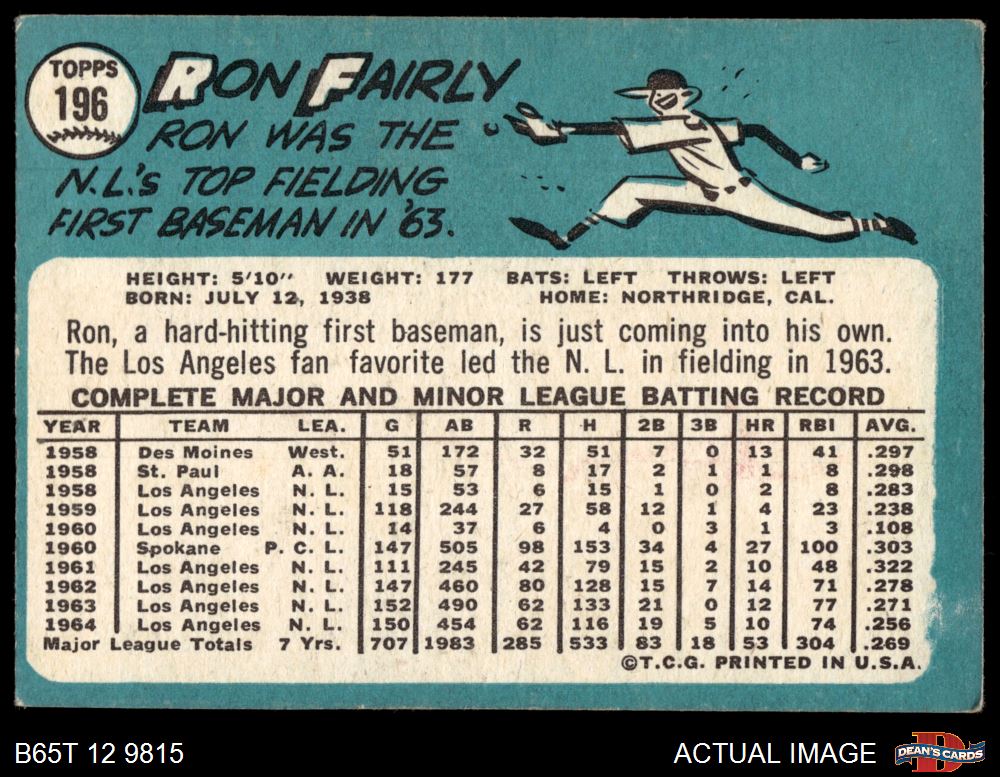 TOPPS
196
RON FAIRLY
RON WAS THE
N.L.'s TOP FIELDING
FIRST BASEMAN IN '63.
HEIGHT: 5'10" WEIGHT: 177 BATS: LEFT THROWS: LEFT
BORN: JULY 12, 1938 HOME: NORTHRIDGE, CAL.
Ron, a hard-hitting first baseman, is just coming into his own.
The Los Angeles fan favorite led the N. L. in fielding in 1963.
COMPLETE MAJOR AND MINOR LEAGUE BATTING RECORD
YEAR TEAM LEA. G AB R H 2B 3B HR RBI AVG.
1958 Des Moines West. 51 172 32 51 7 0 13 41 .297
1958 St. Paul A. A. 18 57 8 17 2 1 1 8 .298
1958 Los Angeles N. L. 15 53 6 15 1 0 2 8 .283
1959 Los Angeles N. L. 118 244 27 58 12 1 4 23 .238
1960 Los Angeles N. L. 14 37 6 4 0 3 1 3 .108
1960 Spokane P. C. L. 147 505 98 153 34 4 27 100 .303
1961 Los Angeles N. L. 111 245 42 79 15 2 10 48 .322
1962 Los Angeles N. L. 147 460 80 128 15 7 14 71 .278
1963 Los Angeles N. L. 152 490 62 133 21 0 12 77 .271
1964 Los Angeles N. L. 150 454 62 116 19 5 10 74 .256
Major League Totals 7 Yrs. 707 1983 285 533 83 18 53 304 .269
©T.C.G. PRINTED IN U.S.A.
B65T 12 9815
ACTUAL IMAGE
D
DEAN'S CARDS